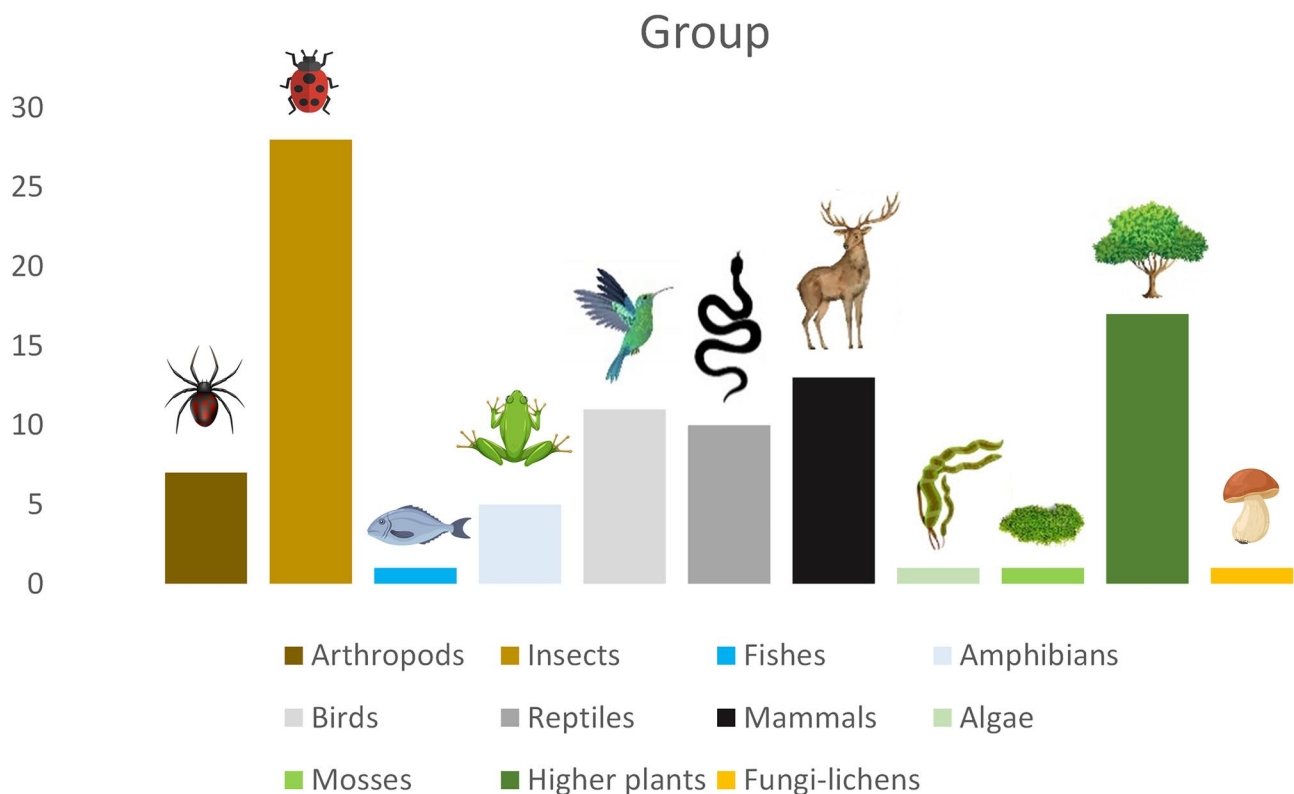 Group
30
25
20
15
10
5
0
Arthropods Insects Fishes Amphibians
Birds Reptiles Mammals Algae
Mosses Higher plants Fungi-lichens